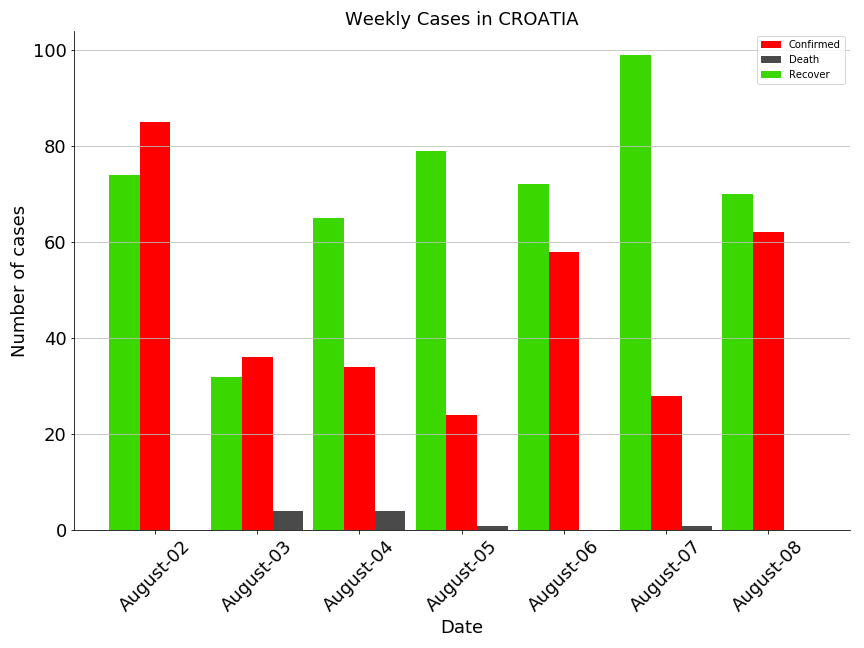 Weekly Cases in CROATIA
Confirmed
Death
Recover
Number of cases
100
80
60
40
20
0
August-02
August-03
August-04
August-05
August-06
August-07
August-08
Date